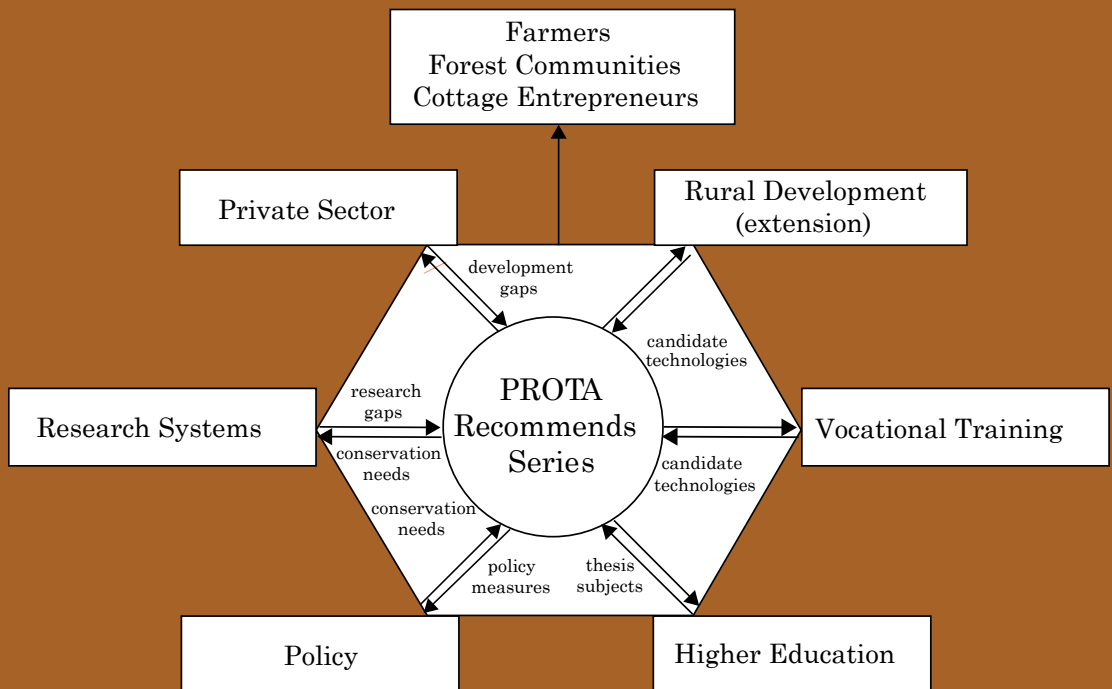 Farmers
Forest Communities
Cottage Entrepreneurs
Private Sector
Rural Development
(extension)
development
gaps
candidate
technologies
research
gaps
PROTA
Recommends
Series
Research Systems
Vocational Training
conservation
needs
candidate
technologies
conservation
needs
policy
measures
thesis
subjects
Policy
Higher Education